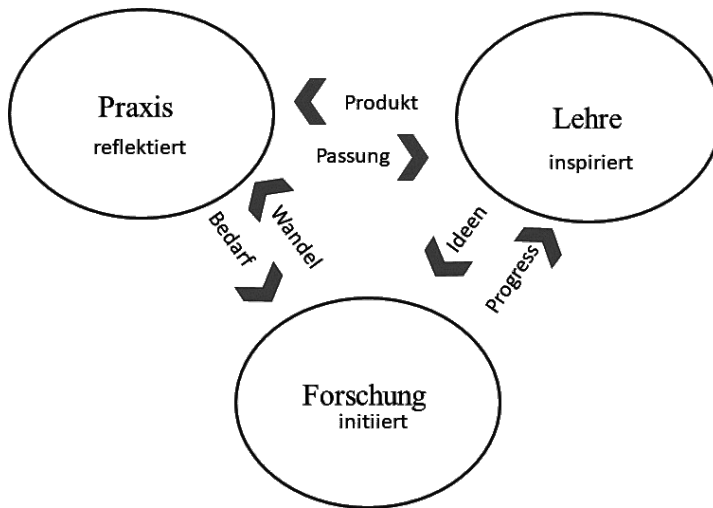 Praxis
reflektiert
Produkt
Passung
Lehre
inspiriert
Bedarf
Wandel
Ideen
Progress
Forschung
initiiert